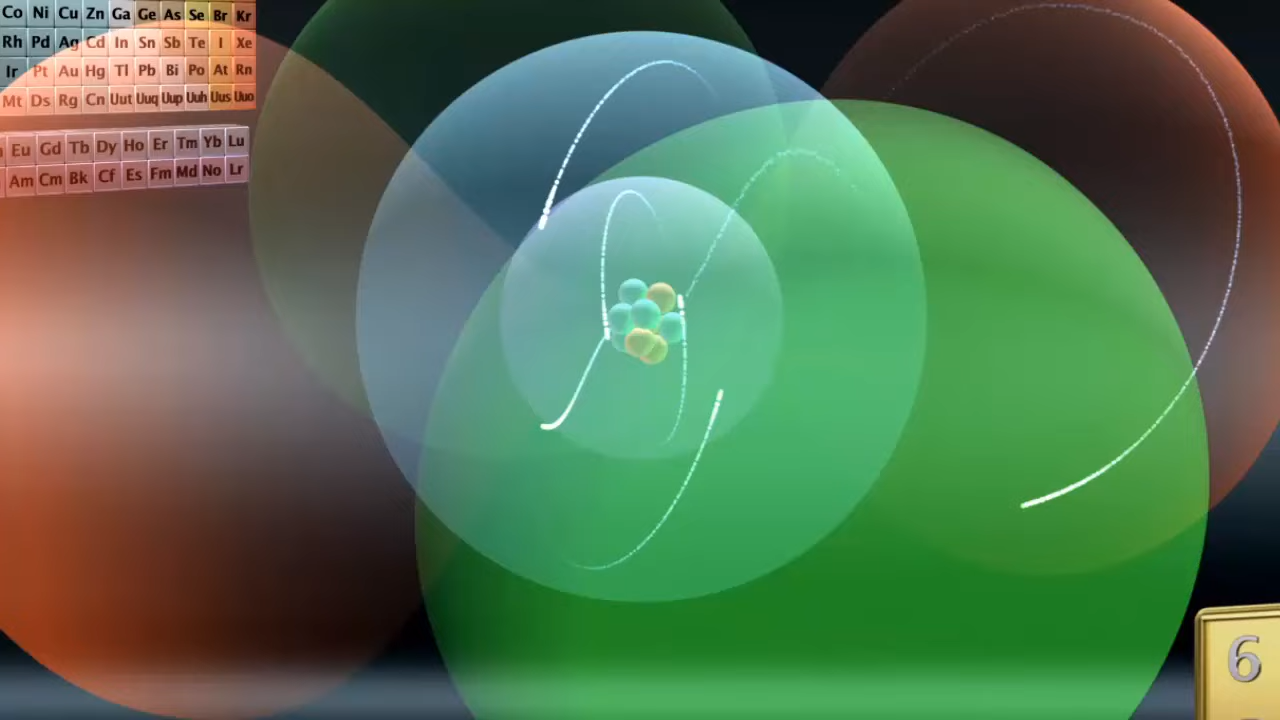 Co Ni Cu Zn Ga Ge As Se Br Kr
Rh Pd Ag Cd In Sn Sb Te I Xe
Ir Pt Au Hg Tl Pb Bi Po At Rn
Mt Ds Rg Cn Uut Uuq Uup Uuh Uus Uuo
Eu Gd Tb Dy Ho Er Tm Yb Lu
Am Cm Bk Cf Es Fm Md No Lr
6